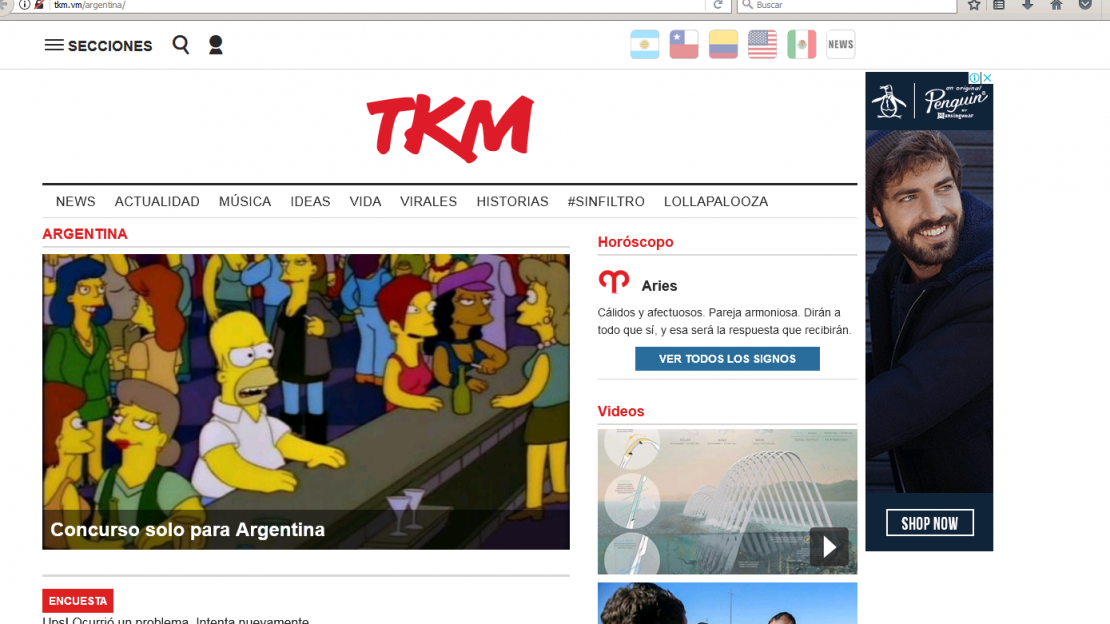 tkm.vm/argentina/
Buscar
SECCIONES
NEWS
TKM
NEWS ACTUALIDAD MÚSICA IDEAS VIDA VIRALES HISTORIAS #SINFILTRO LOLLAPALOOZA
ARGENTINA
Concurso solo para Argentina
ENCUESTA
Ups! Ocurrió un problema. Intenta nuevamente
Horóscopo
Aries
Cálidos y afectuosos. Pareja armoniosa. Dirán a
todo que sí, y esa será la respuesta que recibirán.
VER TODOS LOS SIGNOS
Videos
an original
Penguin
BY
Munsingwear
SHOP NOW